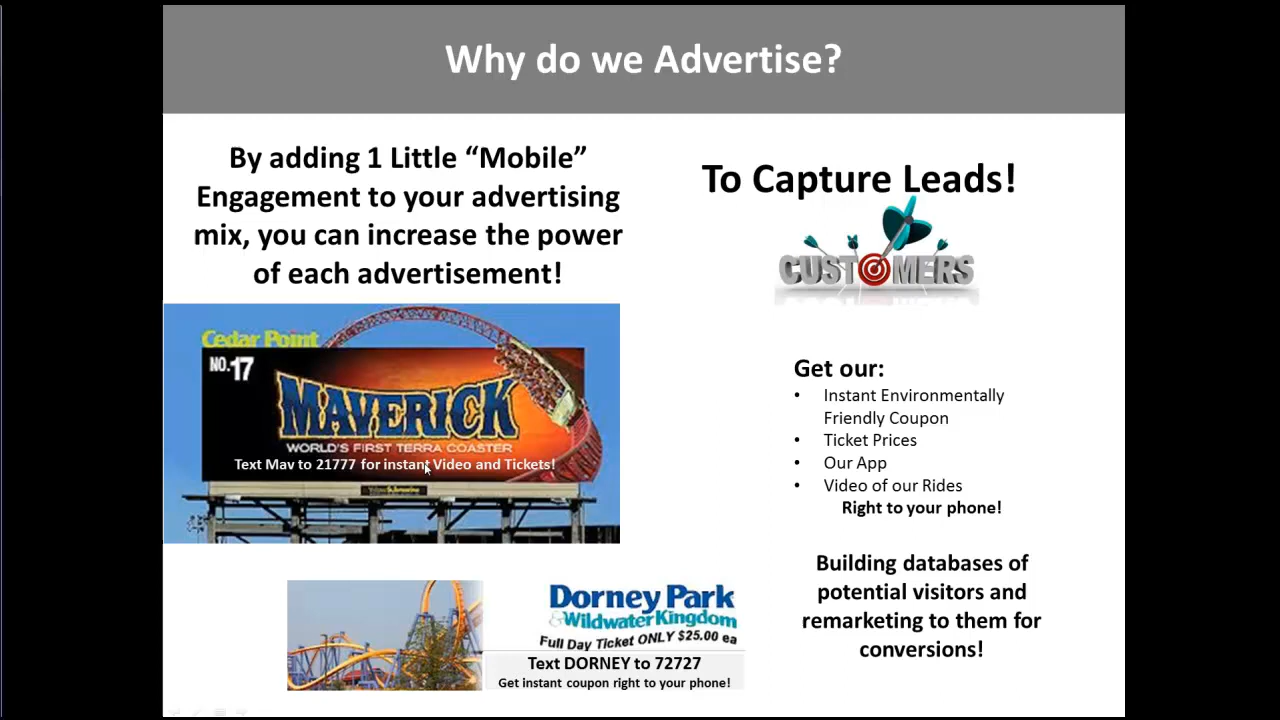 Why do we Advertise?
By adding 1 Little “Mobile”
Engagement to your advertising
mix, you can increase the power
of each advertisement!
Cedar Point
NO.17
MAVERICK
WORLD'S FIRST TERRA COASTER
Text Mav to 21777 for instant Video and Tickets!
Dorney Park
&Wildwater Kingdom
Full Day Ticket ONLY $25.00 ea
Text DORNEY to 72727
Get instant coupon right to your phone!
To Capture Leads!
CUSTOMERS
Get our:
• Instant Environmentally
Friendly Coupon
• Ticket Prices
• Our App
• Video of our Rides
Right to your phone!
Building databases of
potential visitors and
remarketing to them for
conversions!